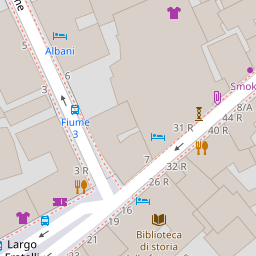 5
Albani
6
3
Fiume
3
Smok
8/A
44 R
31 R
40 R
7
32 R
3 R
26 R
16
19
21
Largo
Fratelli
Biblioteca
di storia